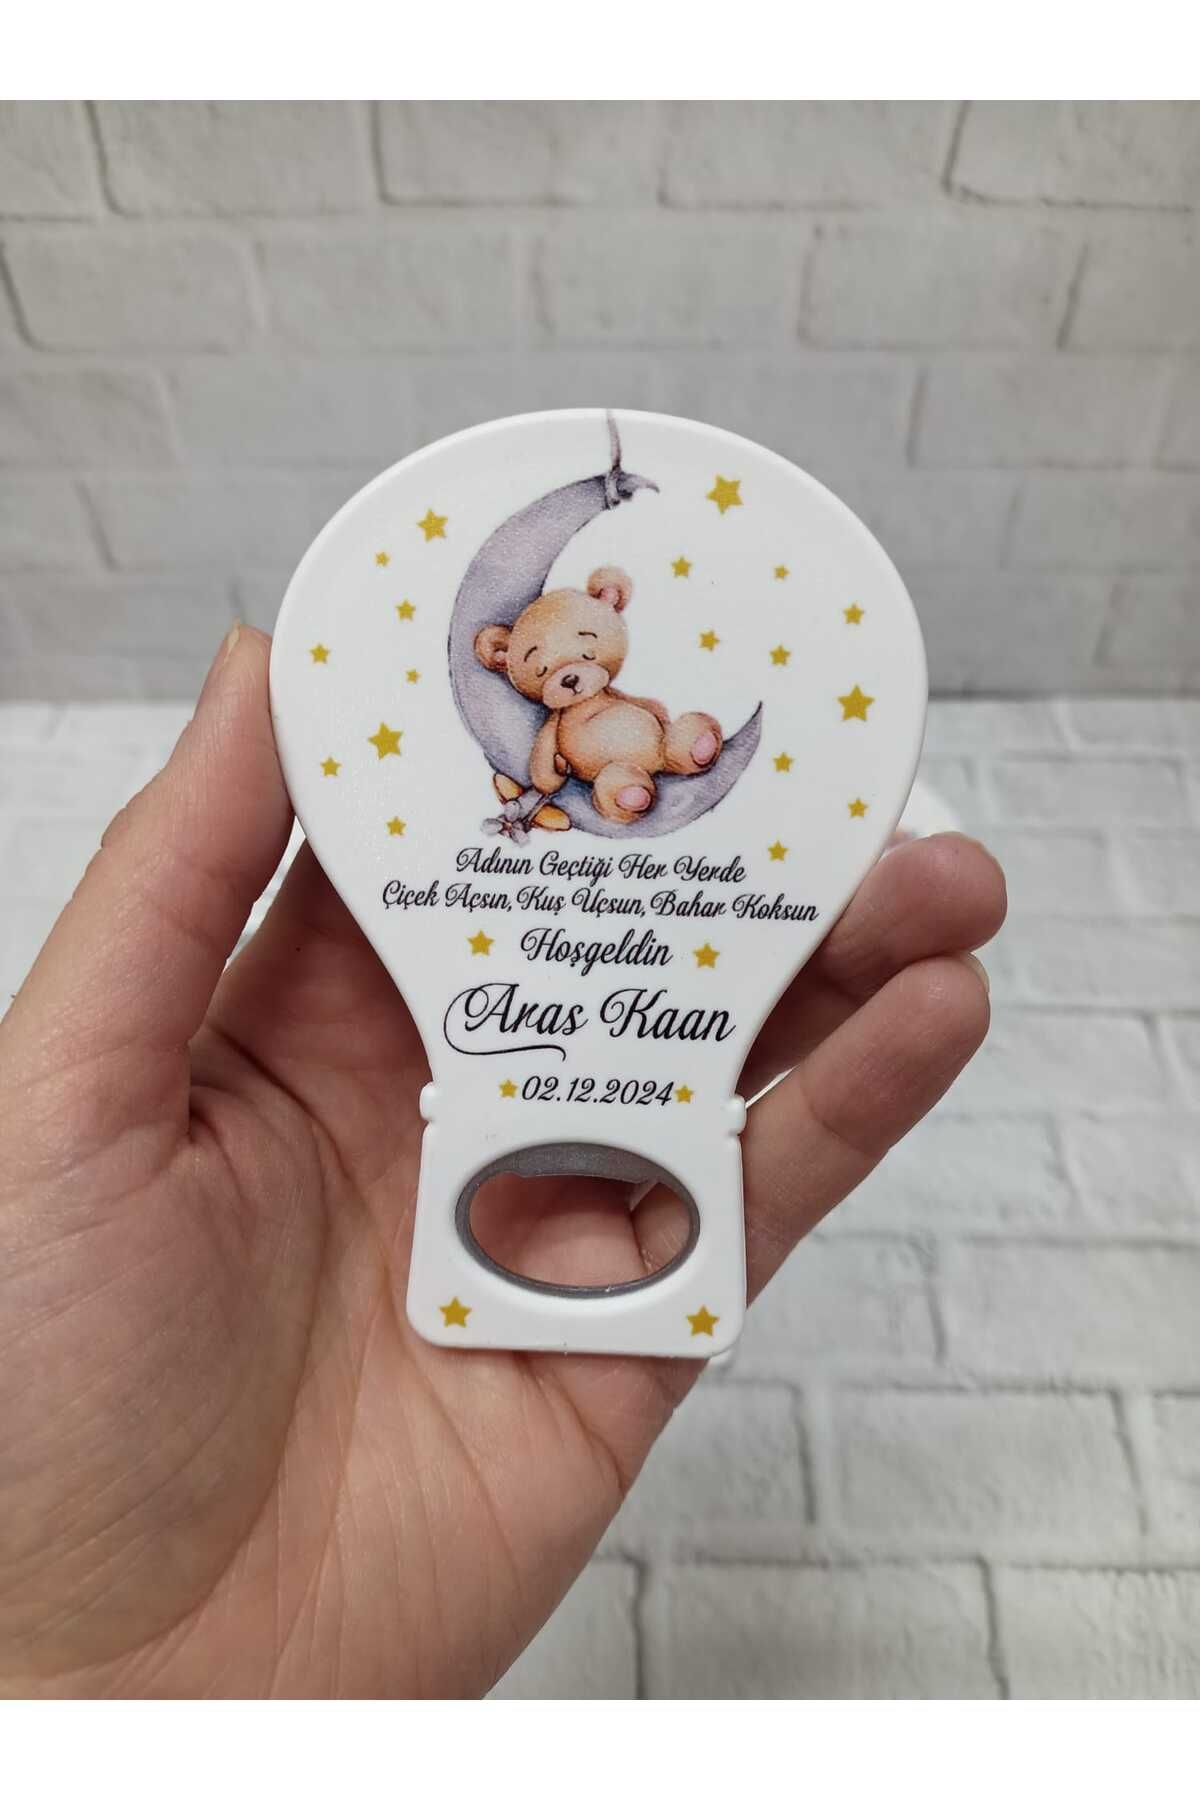 Adının Geçtiği Her Yerde
Çiçek Açsın, Kuş Uçsun, Bahar Koksun
Hoşgeldin
Aras Kaan
02.12.2024